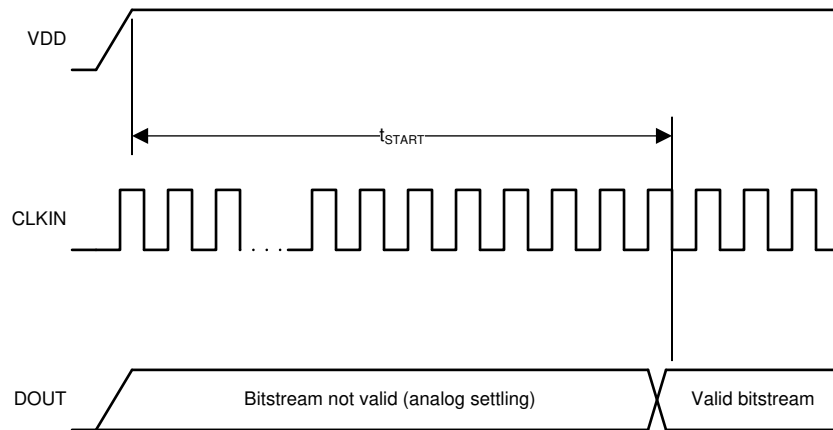 VDD
tSTART
CLKIN
. . .
DOUT
Bitstream not valid (analog settling)
Valid bitstream